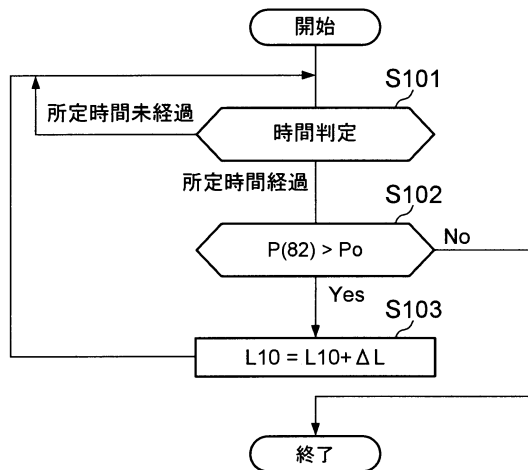 開始
S101
所定時間未経過
時間判定
所定時間経過
S102
P(82) > Po
No
Yes
S103
L10 = L10+ΔL
終了